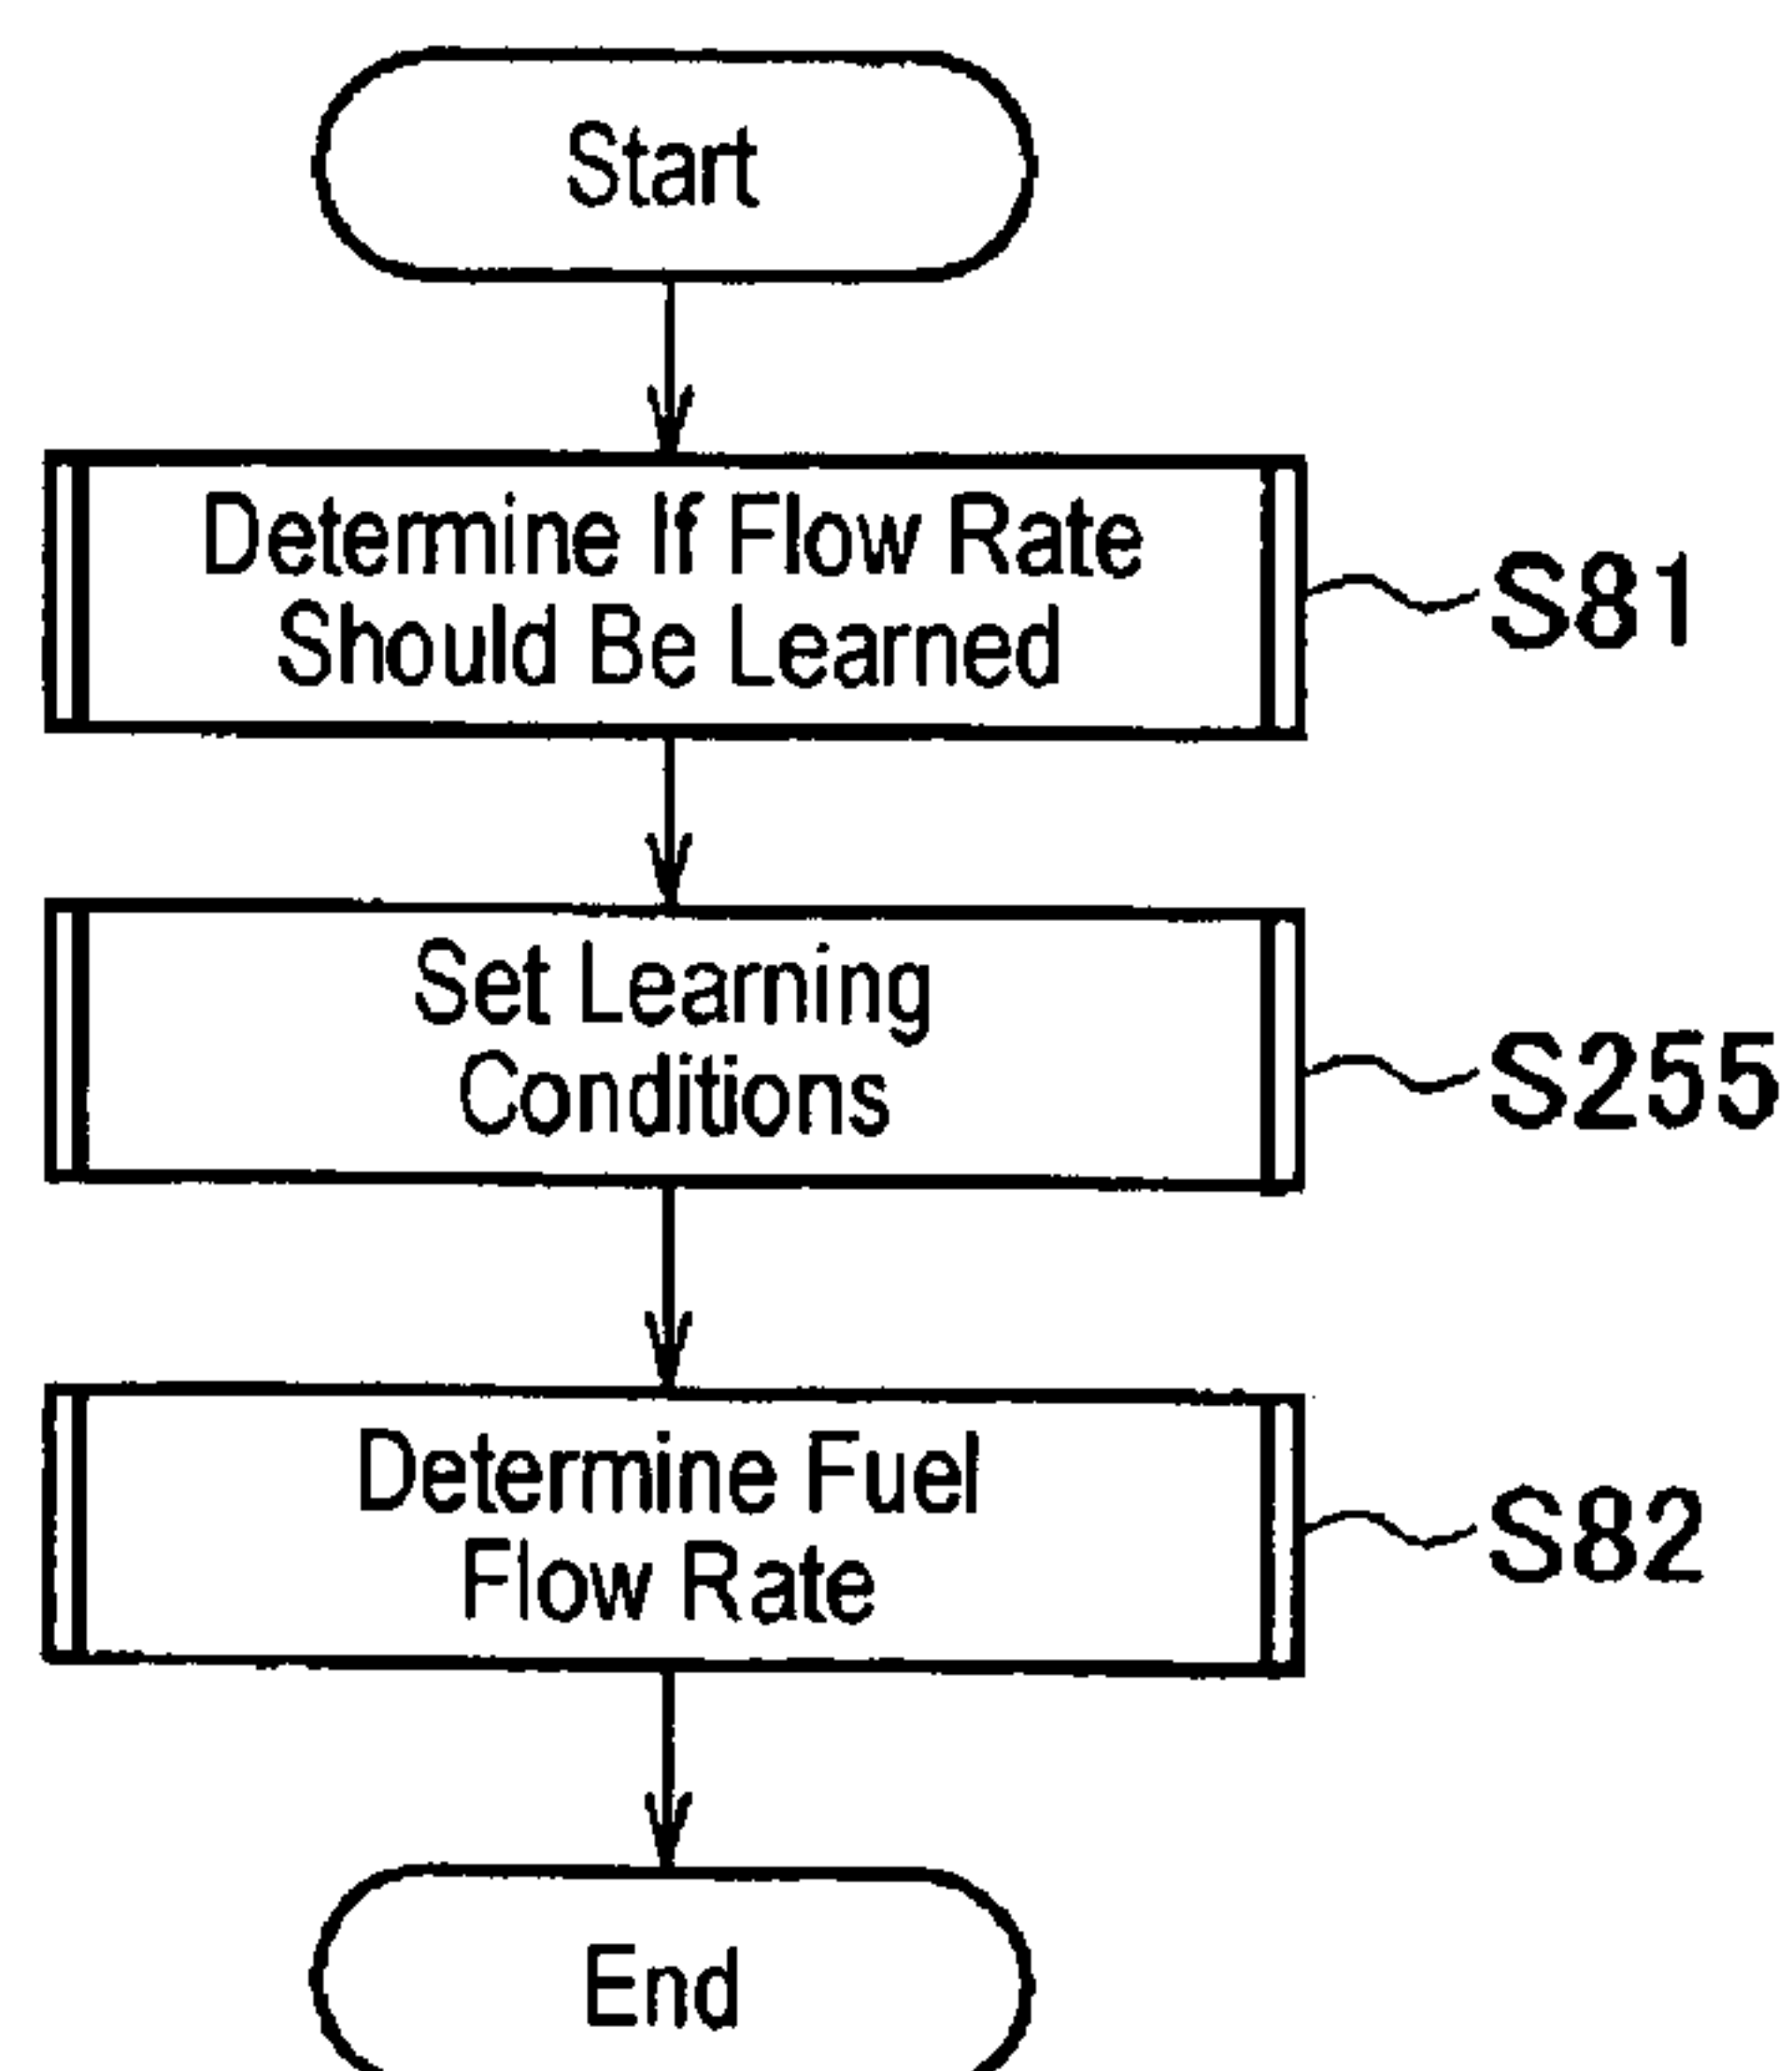 Start
Determine If Flow Rate
Should Be Learned
S81
Set Learning
Conditions
S255
Determine Fuel
Flow Rate
S82
End